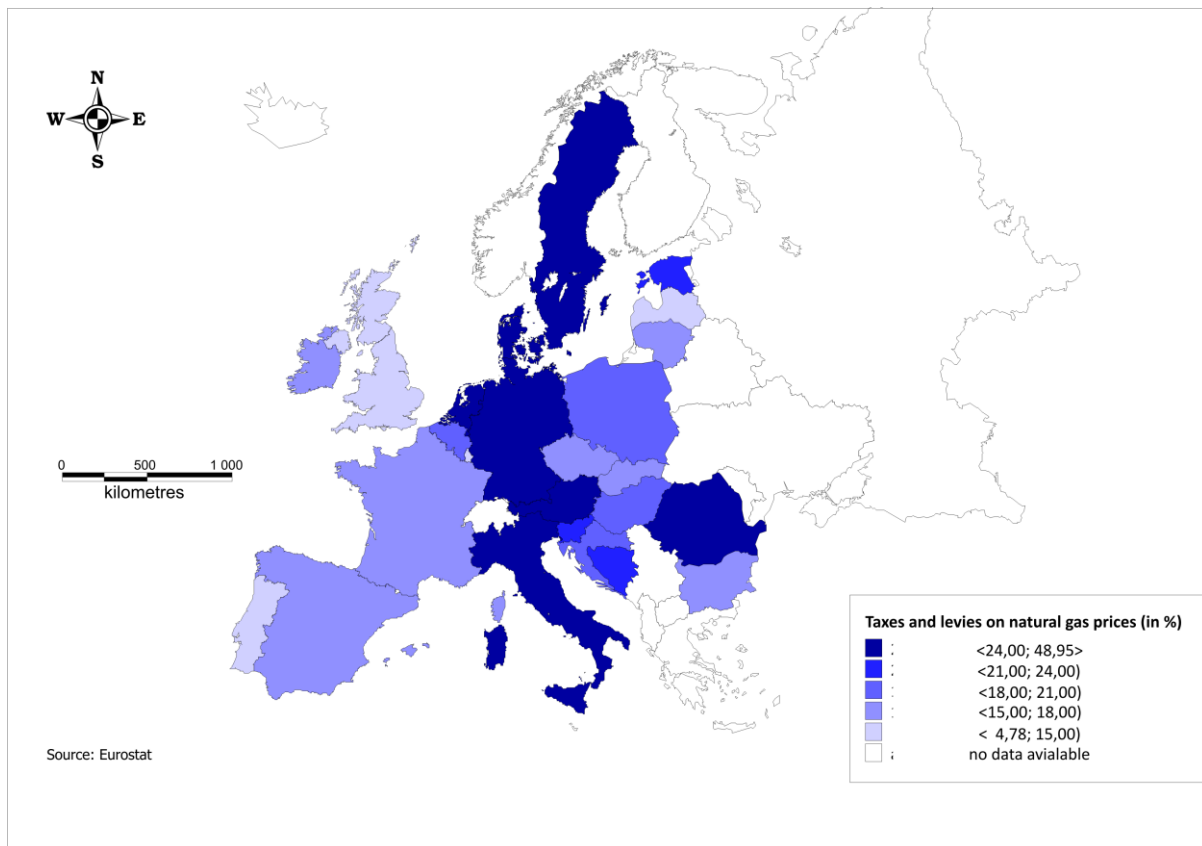 N
W E
S
0 500 1 000
kilometres
Taxes and levies on natural gas prices (in %)
<24,00; 48,95>
<21,00; 24,00)
<18,00; 21,00)
<15,00; 18,00)
< 4,78; 15,00)
no data avialable
Source: Eurostat